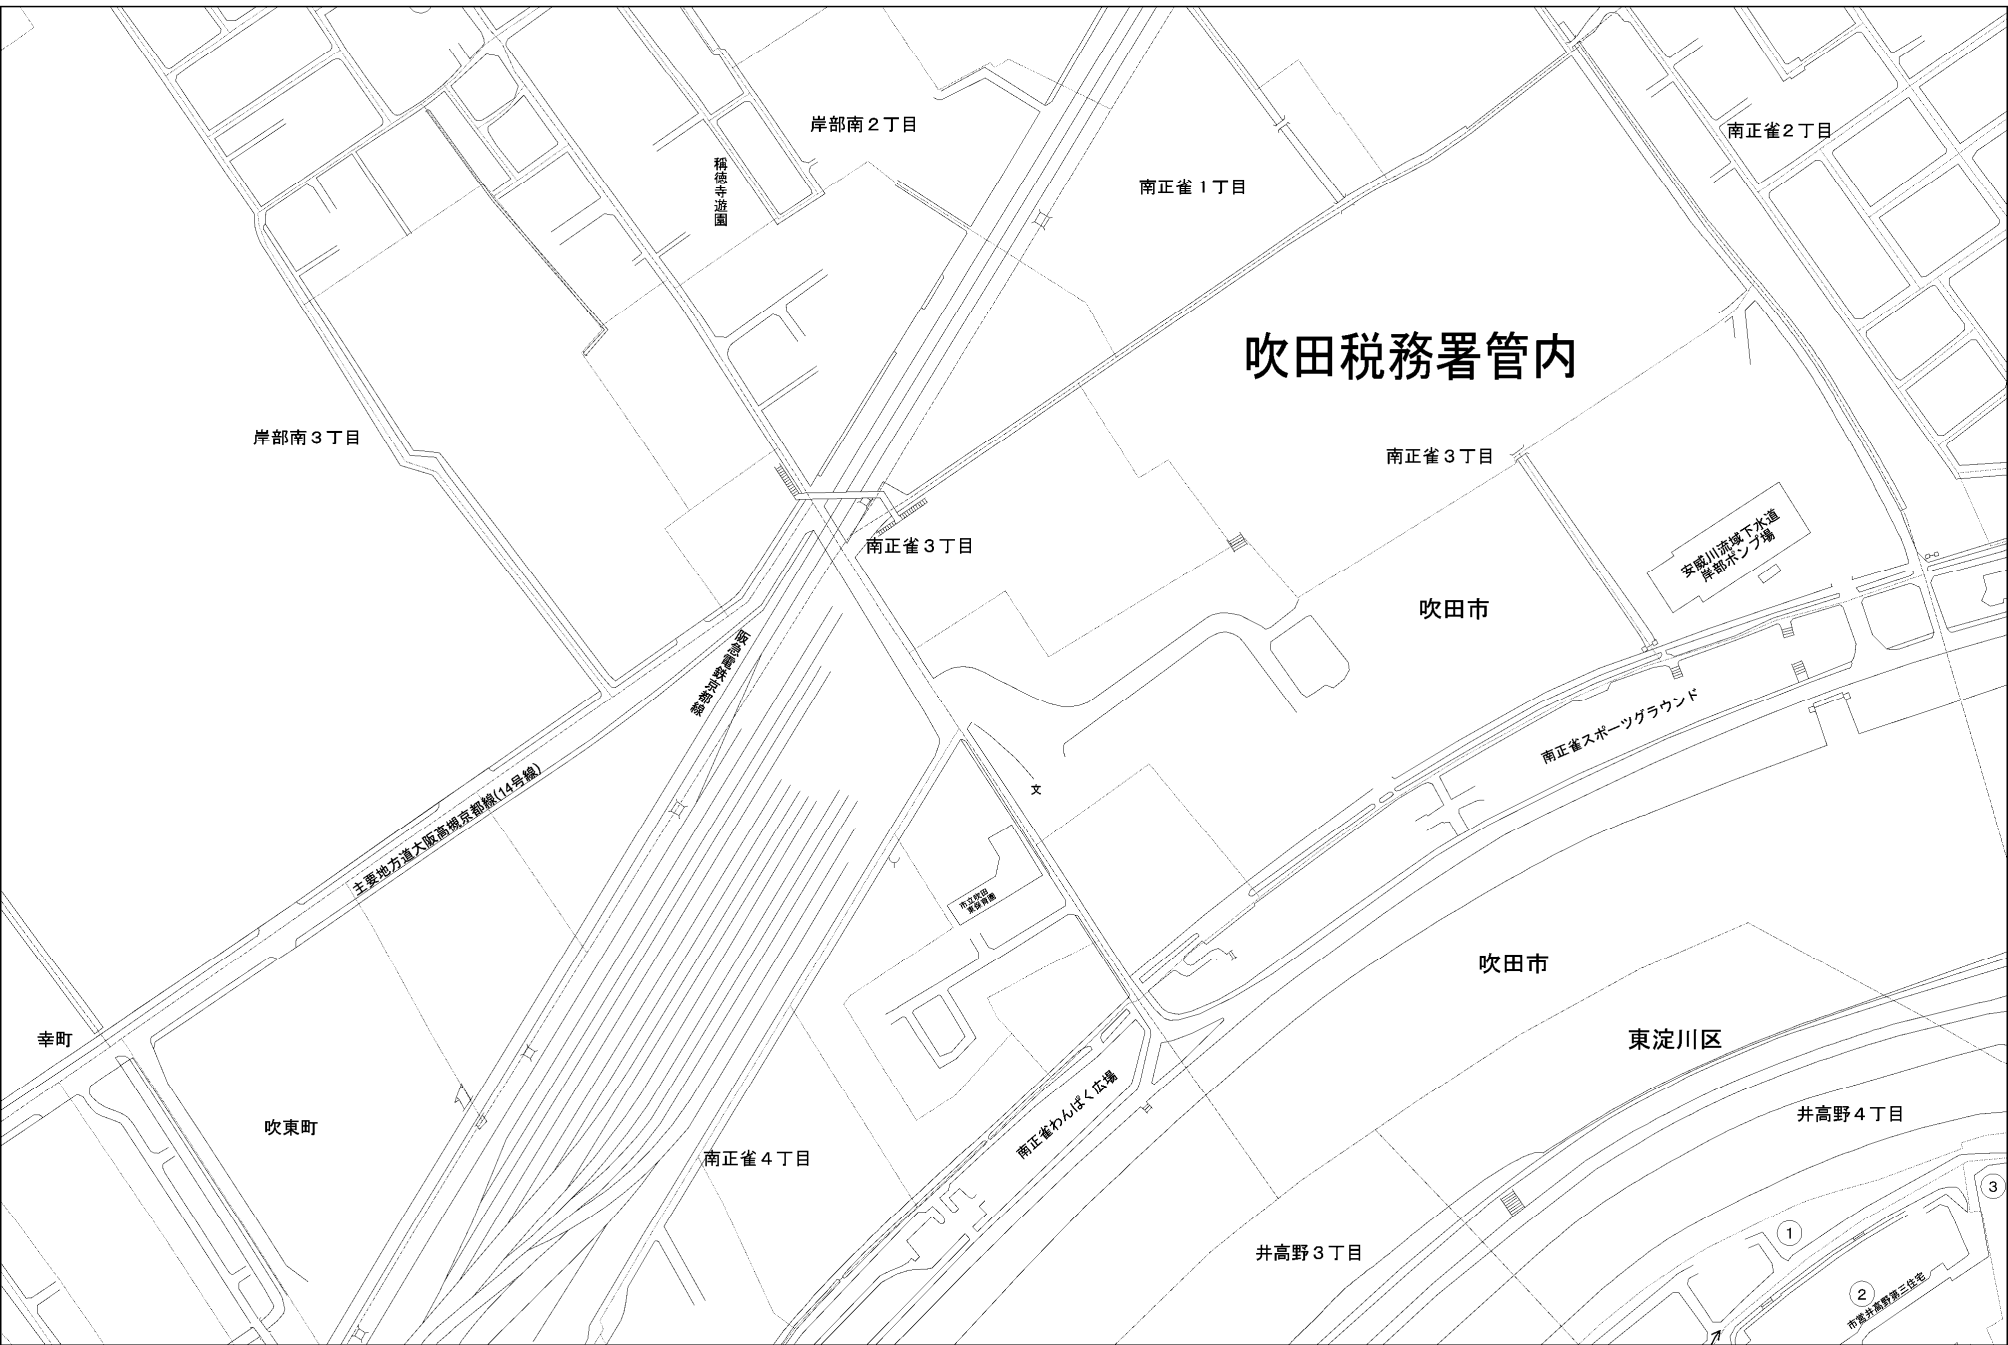 岸部南２丁目
南正雀２丁目
稱徳寺遊園
南正雀１丁目
吹田税務署管内
岸部南３丁目
南正雀３丁目
安威川流域下水道
岸部ポンプ場
南正雀３丁目
吹田市
阪急電鉄京都線
南正雀スポーツグラウンド
文
主要地方道大阪高槻京都線(14号線)
市立吹田
東保育園
吹田市
幸町
東淀川区
南正雀わんぱく広場
井高野４丁目
吹東町
南正雀４丁目
3
1
井高野３丁目
2
市営井高野第三住宅